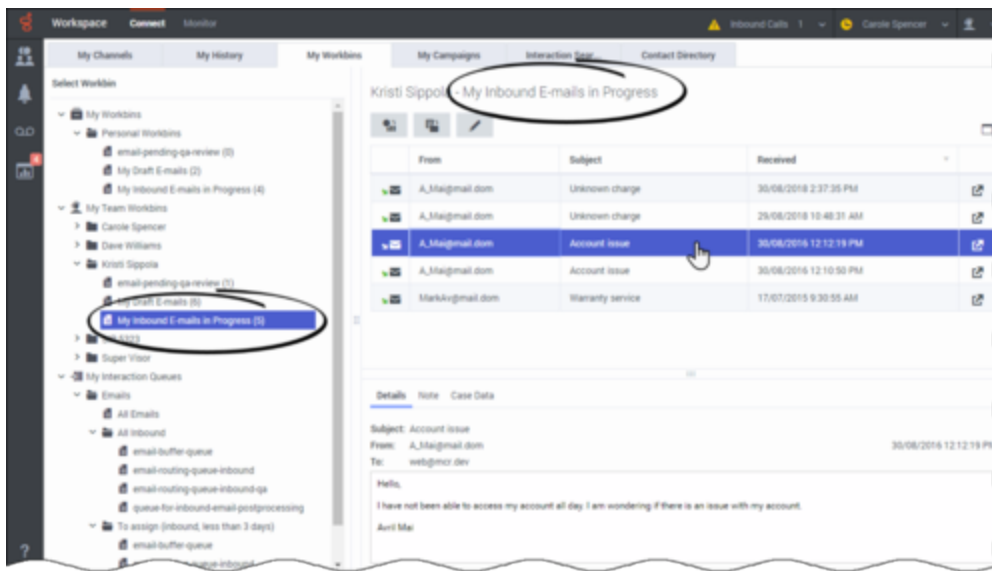 Workspace Connect Monitor Inbound Calls 1 Carole Spencer
My Channels My History My Workbins My Campaigns Interaction Sear... Contact Directory
Select Workbin
My Workbins
Personal Workbins
email-pending-qa-review (0)
My Draft E-mails (2)
My Inbound E-mails in Progress (4)
My Team Workbins
Carole Spencer
Dave Williams
Kristi Sippola
email-pending-qa-review (1)
My Draft E-mails (6)
My Inbound E-mails in Progress (5)
Super Visor
My Interaction Queues
Emails
All Emails
All Inbound
email-buffer-queue
email-routing-queue-inbound
email-routing-queue-inbound-qa
queue-for-inbound-email-postprocessing
To assign (inbound, less than 3 days)
email-buffer-queue
4
?
Kristi Sippola - My Inbound E-mails in Progress
From Subject Received
A_Mai@mail.dom Unknown charge 30/08/2018 2:37:35 PM
A_Mai@mail.dom Unknown charge 29/08/2018 10:48:31 AM
A_Mai@mail.dom Account issue 30/08/2016 12:12:19 PM
A_Mai@mail.dom Account issue 30/08/2016 12:10:50 PM
MarkAv@mail.dom Warranty service 17/07/2015 9:30:55 AM
Details Note Case Data
Subject: Account issue
From: A_Mai@mail.dom 30/08/2016 12:12:19 PM
To: web@mcr.dev
Hello,
I have not been able to access my account all day. I am wondering if there is an issue with my account.
Avril Mai